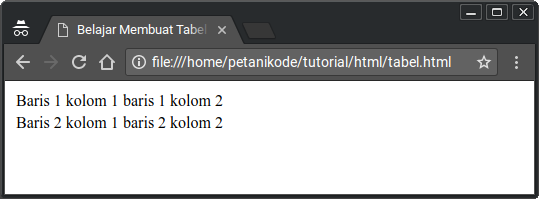 Belajar Membuat Tabel
file:///home/petanikode/tutorial/html/tabel.html
Baris 1 kolom 1 baris 1 kolom 2
Baris 2 kolom 1 baris 2 kolom 2